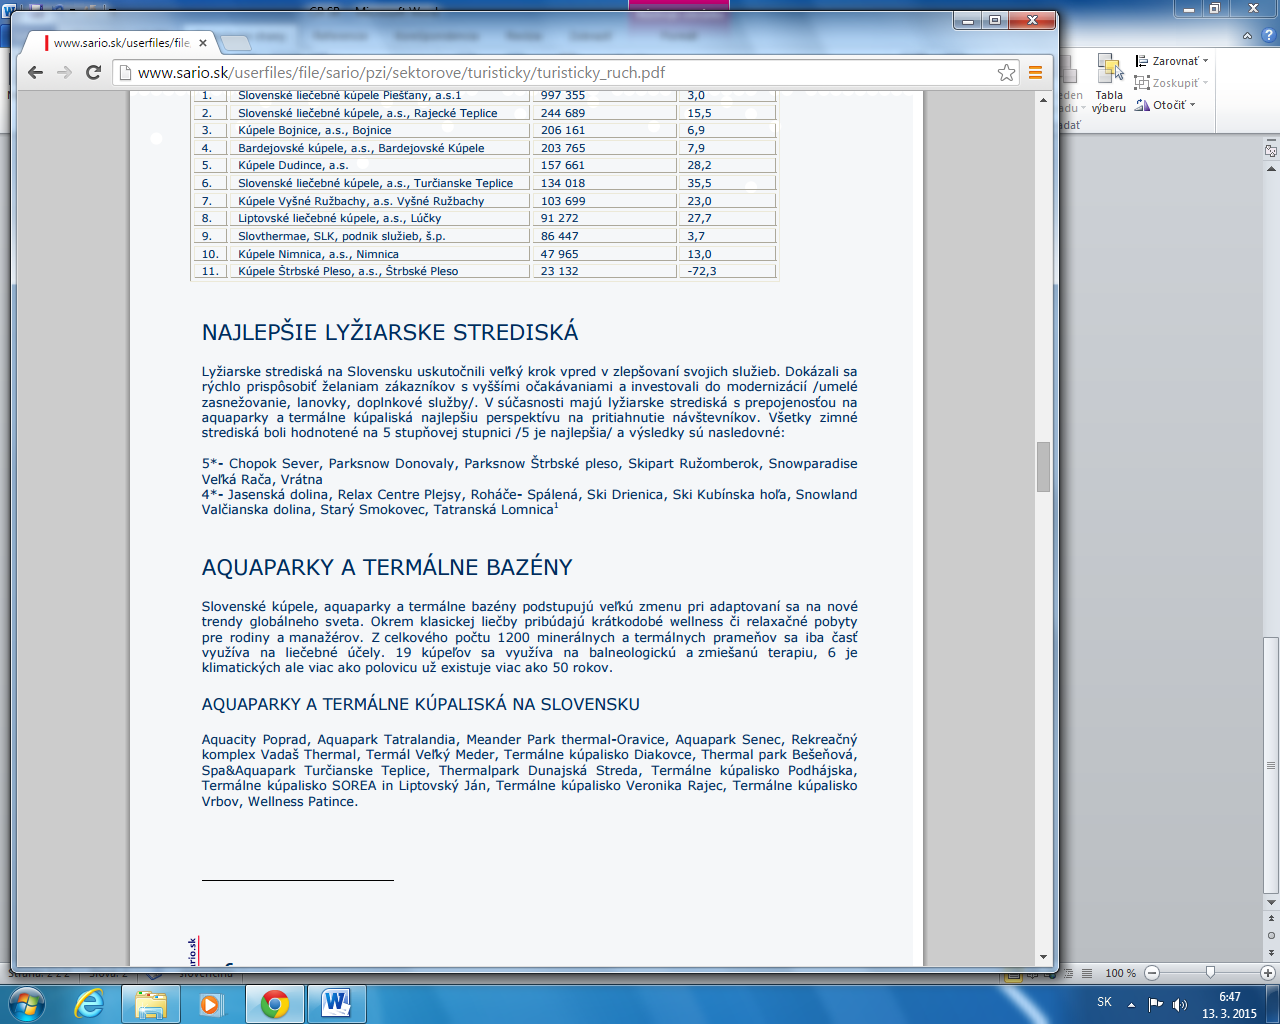 www.sario.sk/userfiles/file
www.sario.sk/userfiles/file/sario/pzi/sektorove/turisticky/turisticky_ruch.pdf
Zarovnať
Zoskupiť
Otočiť
Tabla
výberu
1. Slovenské liečebné kúpele Piešťany, a.s.1 997 355 3,0
2. Slovenské liečebné kúpele, a.s., Rajecké Teplice 244 689 15,5
3. Kúpele Bojnice, a.s., Bojnice 206 161 6,9
4. Bardejovské kúpele, a.s., Bardejovské Kúpele 203 765 7,9
5. Kúpele Dudince, a.s. 157 661 28,2
6. Slovenské liečebné kúpele, a.s., Turčianske Teplice 134 018 35,5
7. Kúpele Vyšné Ružbachy, a.s. Vyšné Ružbachy 103 699 23,0
8. Liptovské liečebné kúpele, a.s., Lúčky 91 272 27,7
9. Slovthermae, SLK, podnik služieb, š.p. 86 447 3,7
10. Kúpele Nimnica, a.s., Nimnica 47 965 13,0
11. Kúpele Štrbské Pleso, a.s., Štrbské Pleso 23 132 -72,3
NAJLEPŠIE LYŽIARSKE STREDISKÁ
Lyžiarske strediská na Slovensku uskutočnili veľký krok vpred v zlepšovaní svojich služieb. Dokázali sa
rýchlo prispôsobiť želaniam zákazníkov s vyššími očakávaniami a investovali do modernizácií /umelé
zasnežovanie, lanovky, doplnkové služby/. V súčasnosti majú lyžiarske strediská s prepojenosťou na
aquaparky a termálne kúpaliská najlepšiu perspektívu na pritiahnutie návštevníkov. Všetky zimné
strediská boli hodnotené na 5 stupňovej stupnici /5 je najlepšia/ a výsledky sú nasledovné:
5*- Chopok Sever, Parksnow Donovaly, Parksnow Štrbské pleso, Skipart Ružomberok, Snowparadise
Veľká Rača, Vrátna
4*- Jasenská dolina, Relax Centre Plejsy, Roháče- Spálená, Ski Drienica, Ski Kubínska hoľa, Snowland
Valčianska dolina, Starý Smokovec, Tatranská Lomnica1
AQUAPARKY A TERMÁLNE BAZÉNY
Slovenské kúpele, aquaparky a termálne bazény podstupujú veľkú zmenu pri adaptovaní sa na nové
trendy globálneho sveta. Okrem klasickej liečby pribúdajú krátkodobé wellness či relaxačné pobyty
pre rodiny a manažérov. Z celkového počtu 1200 minerálnych a termálnych prameňov sa iba časť
využíva na liečebné účely. 19 kúpeľov sa využíva na balneologickú a zmiešanú terapiu, 6 je
klimatických ale viac ako polovicu už existuje viac ako 50 rokov.
AQUAPARKY A TERMÁLNE KÚPALISKÁ NA SLOVENSKU
Aquacity Poprad, Aquapark Tatralandia, Meander Park thermal-Oravice, Aquapark Senec, Rekreačný
komplex Vadaš Thermal, Termál Veľký Meder, Termálne kúpalisko Diakovce, Thermal park Bešeňová,
Spa&Aquapark Turčianske Teplice, Thermalpark Dunajská Streda, Termálne kúpalisko Podhájska,
Termálne kúpalisko SOREA in Liptovský Ján, Termálne kúpalisko Veronika Rajec, Termálne kúpalisko
Vrbov, Wellness Patince.
ario.sk
100 %
SK
6:47
13. 3. 2015